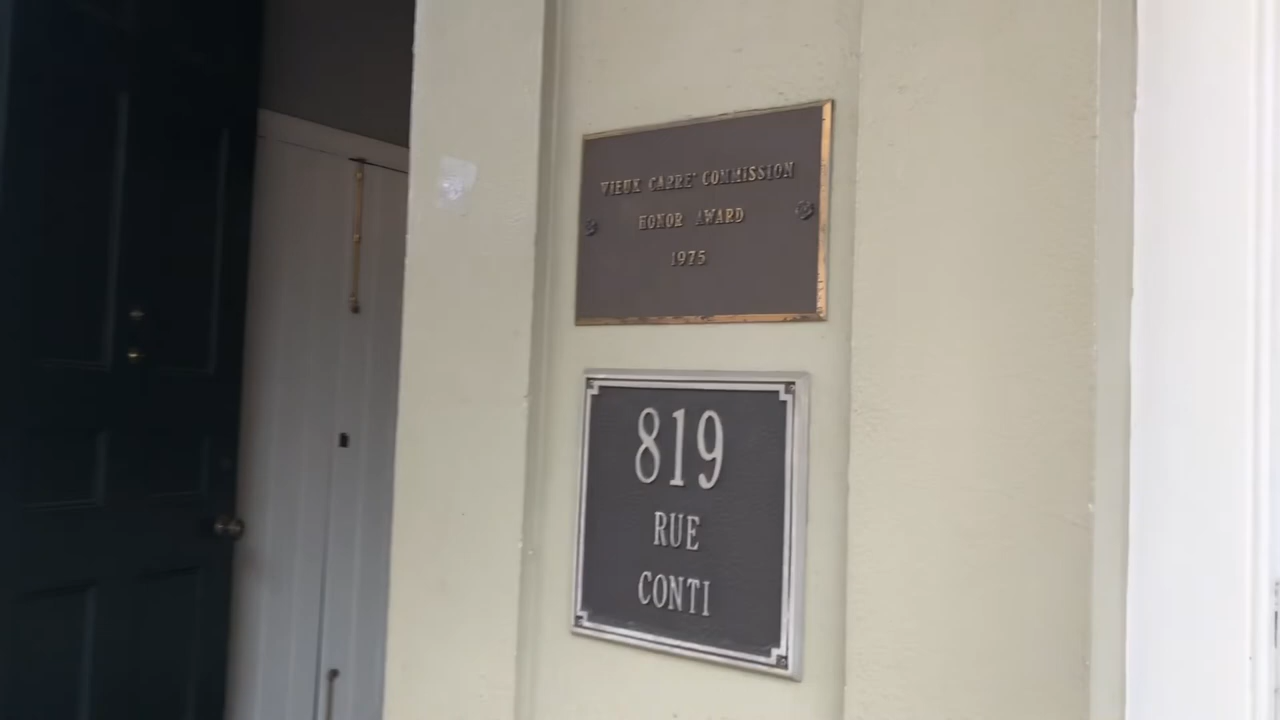 VIEUX CARRE' COMMISSION
HONOR AWARD
1975
819
RUE
CONTI